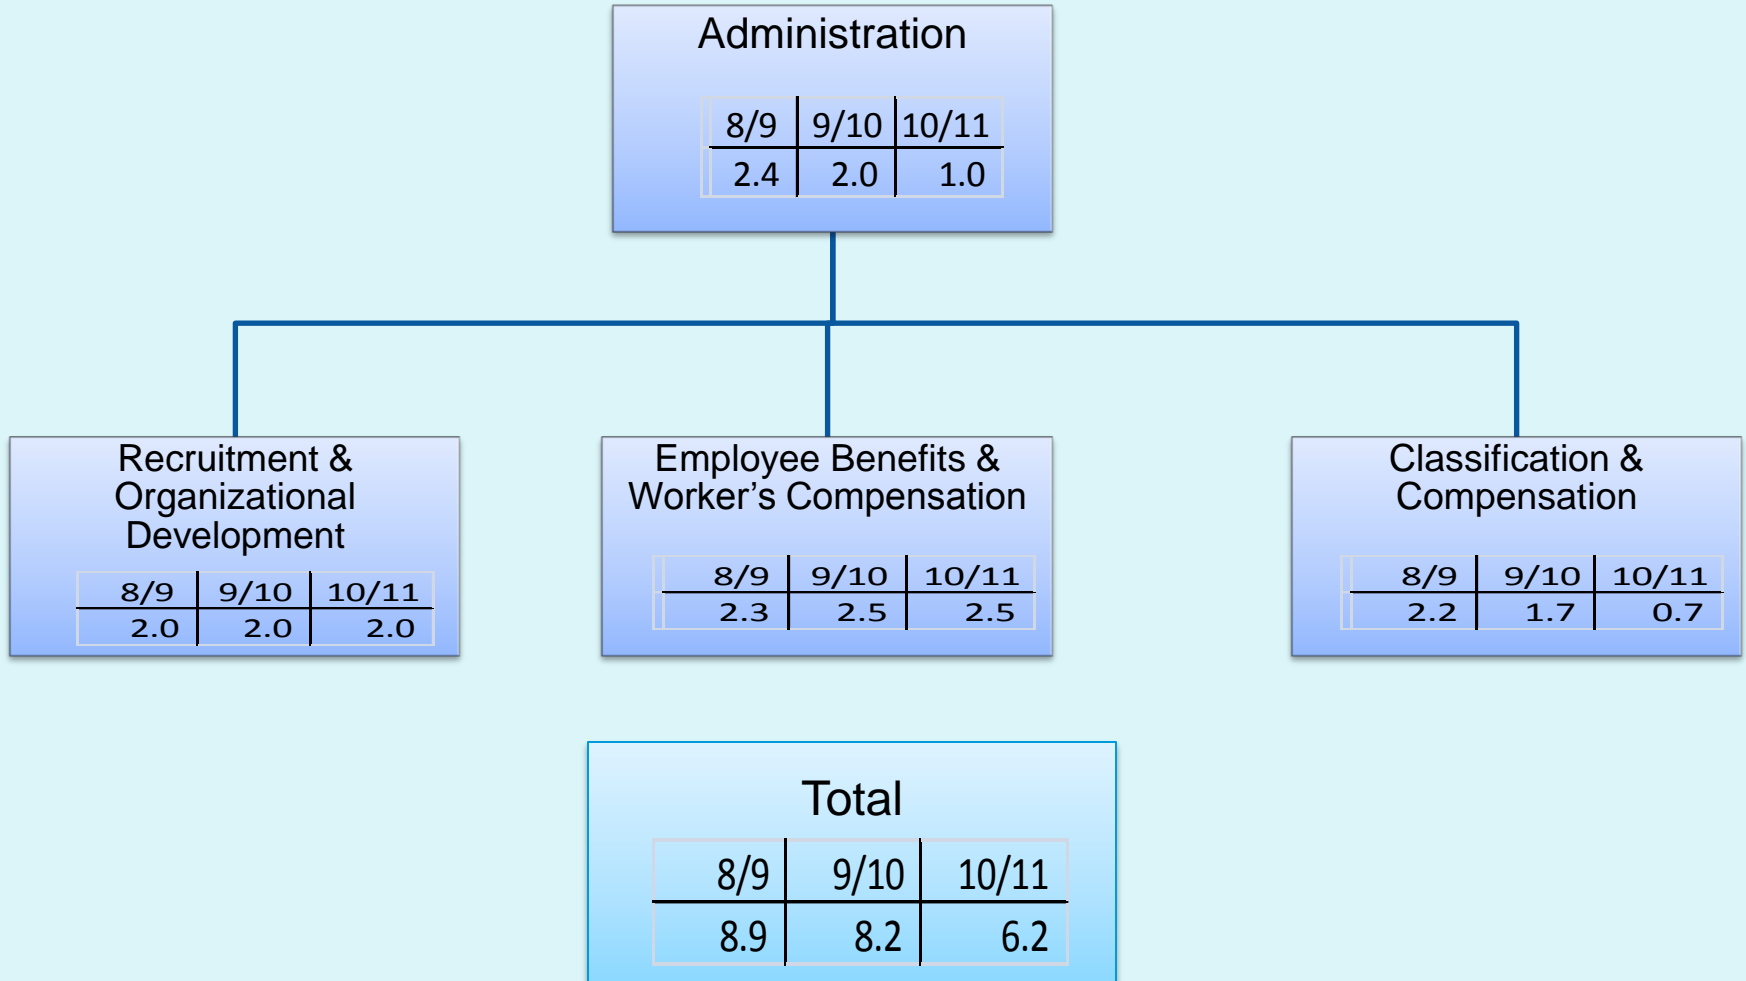 Administration
8/9 9/10 10/11
2.4 2.0 1.0
Recruitment &
Organizational
Development
8/9 9/10 10/11
2.0 2.0 2.0
Employee Benefits &
Worker’s Compensation
8/9 9/10 10/11
2.3 2.5 2.5
Classification &
Compensation
8/9 9/10 10/11
2.2 1.7 0.7
Total
8/9 9/10 10/11
8.9 8.2 6.2